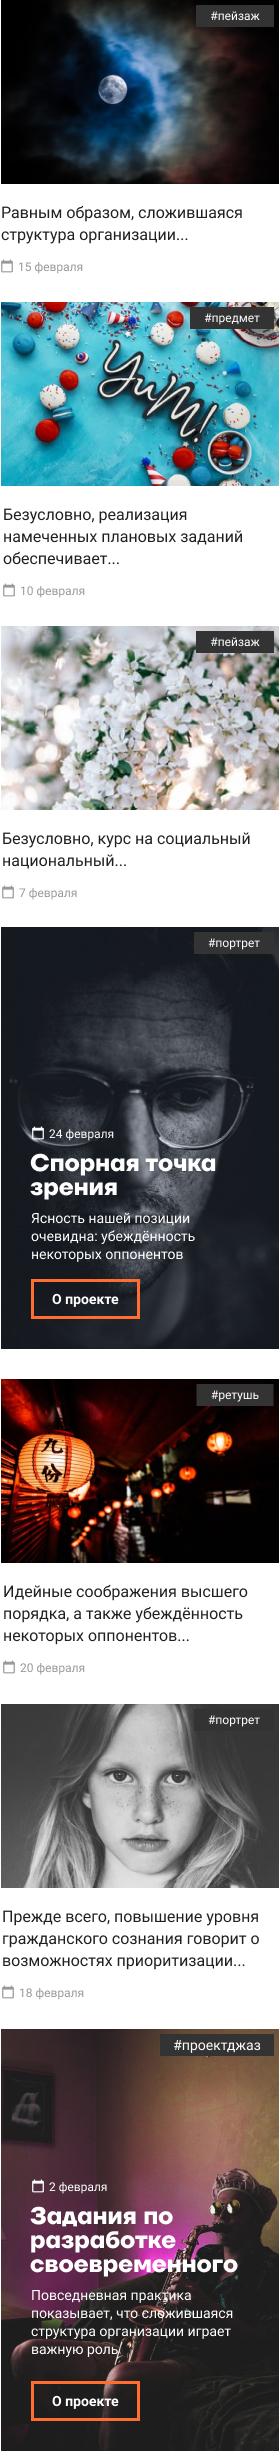 #пейзаж
Равным образом, сложившаяся
структура организации...
15 февраля
#предмет
YuM!
Безусловно, реализация
намеченных плановых заданий
обеспечивает...
10 февраля
#пейзаж
Безусловно, курс на социальный
национальный...
7 февраля
#портрет
24 февраля
Спорная точка
зрения
Ясность нашей позиции
очевидна: убеждённость
некоторых оппонентов
О проекте
#ретушь
九
份
Идейные соображения высшего
порядка, а также убеждённость
некоторых оппонентов...
20 февраля
#портрет
Прежде всего, повышение уровня
гражданского сознания говорит о
возможностях приоритизации...
18 февраля
#проектджаз
2 февраля
Задания по
разработке
своевременного
Повседневная практика
показывает, что сложившаяся
структура организации играет
важную роль
О проекте